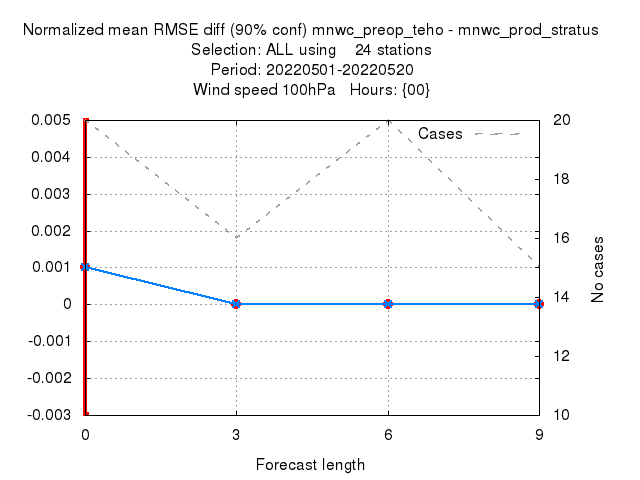 Normalized mean RMSE diff (90% conf) mnwc_preop_teho - mnwc_prod_stratus
Selection: ALL using 24 stations
Period: 20220501-20220520
Wind speed 100hPa Hours: {00}
0.005
0.004
0.003
0.002
0.001
0
-0.001
-0.002
-0.003
Cases
20
18
16
14
12
10
No cases
0 3 6 9
Forecast length